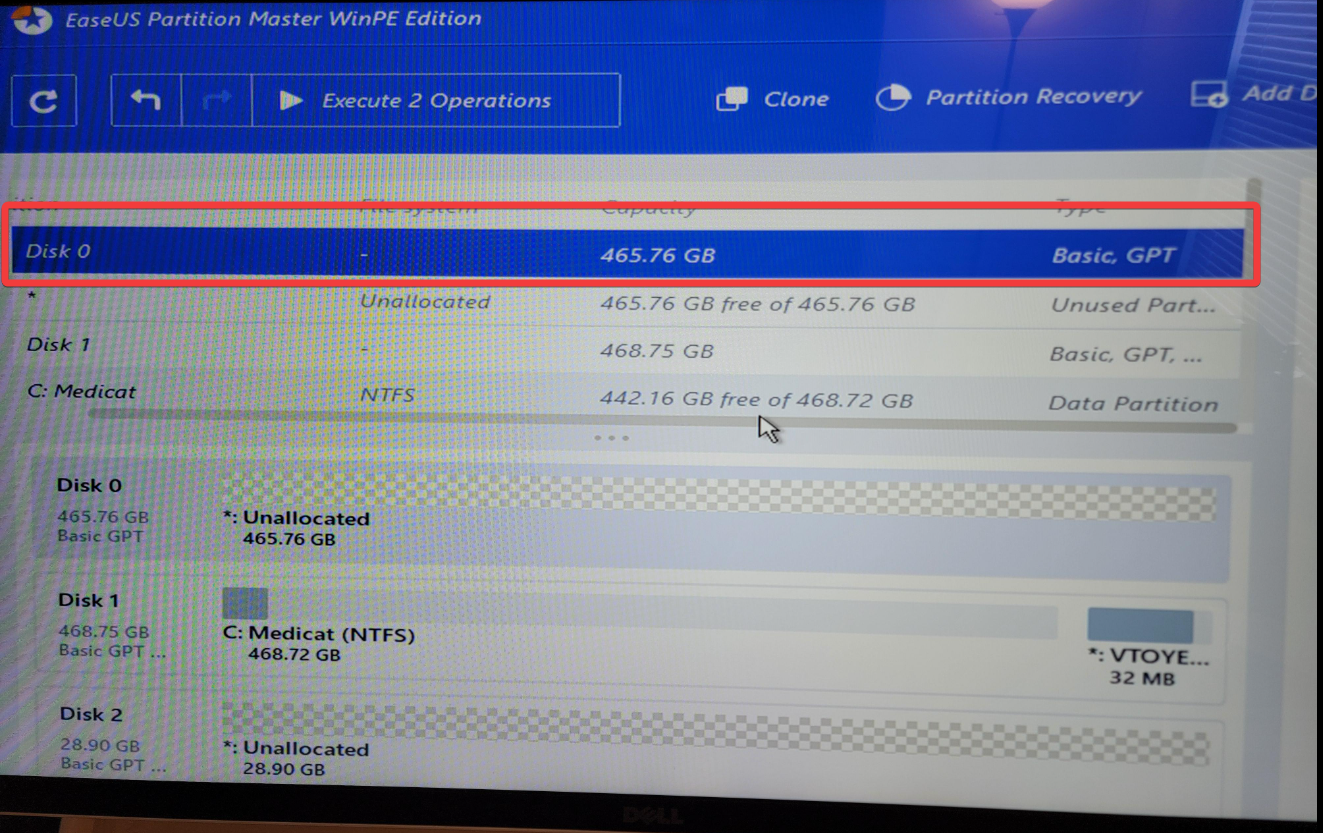 EaseUS Partition Master WinPE Edition
Execute 2 Operations
Clone
Partition Recovery
Add D
ition File system Capacity Type
Disk 0 - 465.76 GB Basic, GPT
* Unallocated 465.76 GB free of 465.76 GB Unused Part...
Disk 1 - 468.75 GB Basic, GPT, ...
C: Medicat NTFS 442.16 GB free of 468.72 GB Data Partition
Disk 0
465.76 GB
Basic GPT
*: Unallocated
465.76 GB
Disk 1
468.75 GB
Basic GPT ...
C: Medicat (NTFS)
468.72 GB
*: VTOYE...
32 MB
Disk 2
28.90 GB
Basic GPT ...
*: Unallocated
28.90 GB
DELL